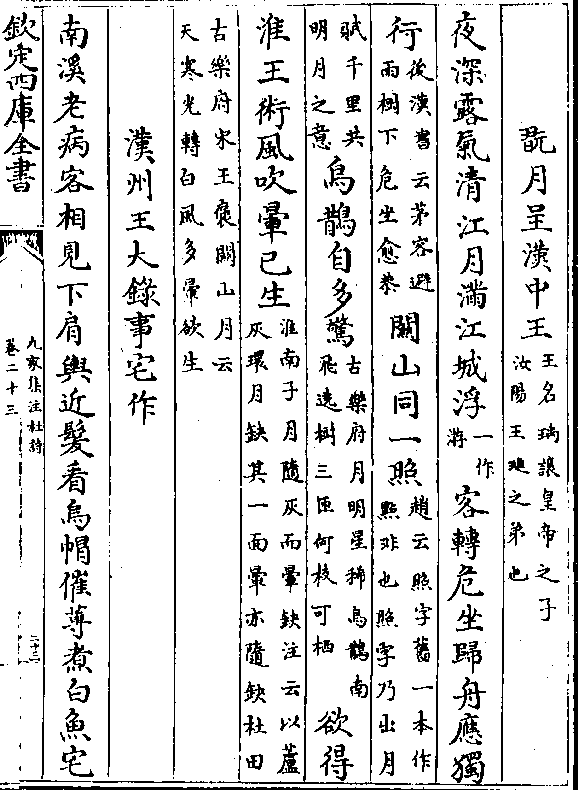 翫月呈漢中王王名瑀讓皇帝之子汝陽王璡之弟也
夜深露氣清江月滿江城浮一作游客轉危坐歸舟應獨
行後漢書云茅容避雨樹下危坐愈恭關山同一照趙云照字舊一本作點非也照字乃出月
賦千里共明月之意烏鵲自多驚古樂府月明星稀烏鵲南飛遶樹三匝何枝可栖欲得
淮王術風吹暈已生淮南子月隨灰而暈缺注云以蘆灰環月缺其一面暈亦隨缺杜田
古樂府宋王褒關山月云天寒光轉白風多暈欲生
漢州王大錄事宅作
南溪老病客相見下肩輿近髮看烏帽催蓴煮白魚宅
欽定四庫全書
九家集注杜詩
卷二十三
二十二